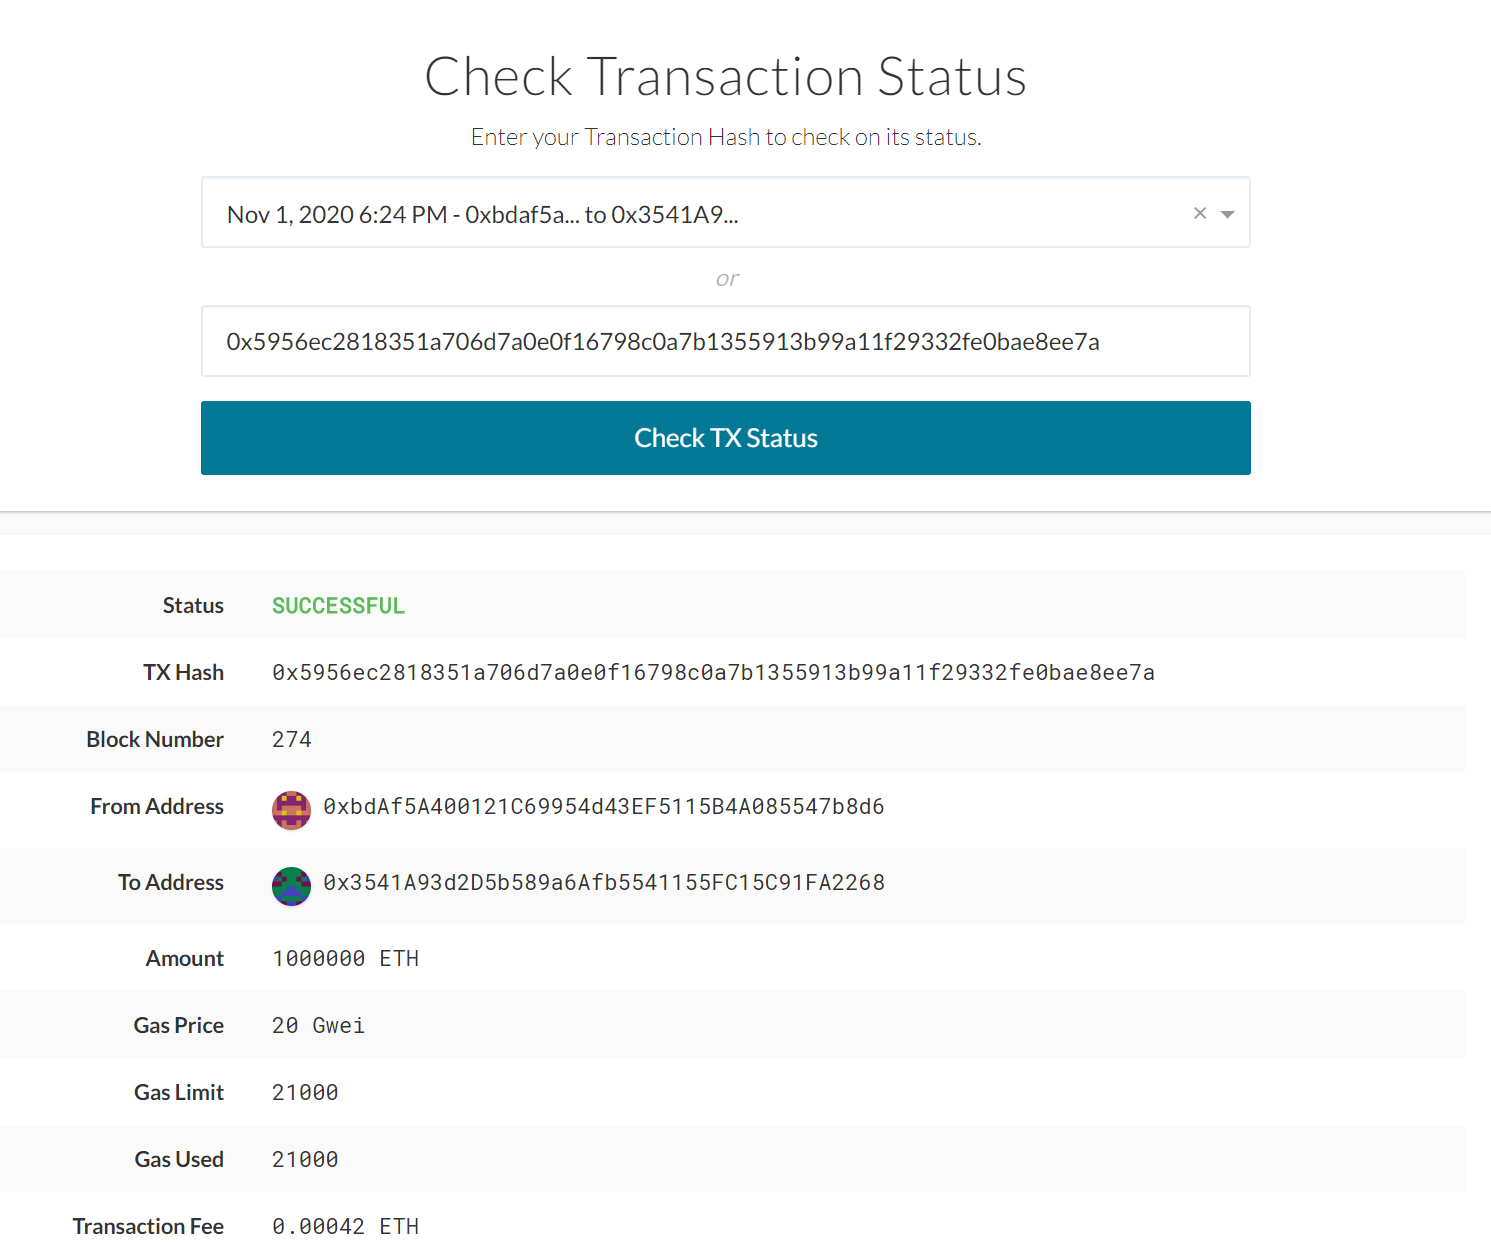 Check Transaction Status
Enter your Transaction Hash to check on its status.
Nov 1, 2020 6:24 PM - 0xbdaf5a... to 0x3541A9...
or
0x5956ec2818351a706d7a0e0f16798c0a7b1355913b99a11f29332fe0bae8ee7a
Check TX Status
Status SUCCESSFUL
TX Hash 0x5956ec2818351a706d7a0e0f16798c0a7b1355913b99a11f29332fe0bae8ee7a
Block Number 274
From Address 0xbdAf5A400121C69954d43EF5115B4A085547b8d6
To Address 0x3541A93d2D5b589a6Afb5541155FC15C91FA2268
Amount 1000000 ETH
Gas Price 20 Gwei
Gas Limit 21000
Gas Used 21000
Transaction Fee 0.00042 ETH